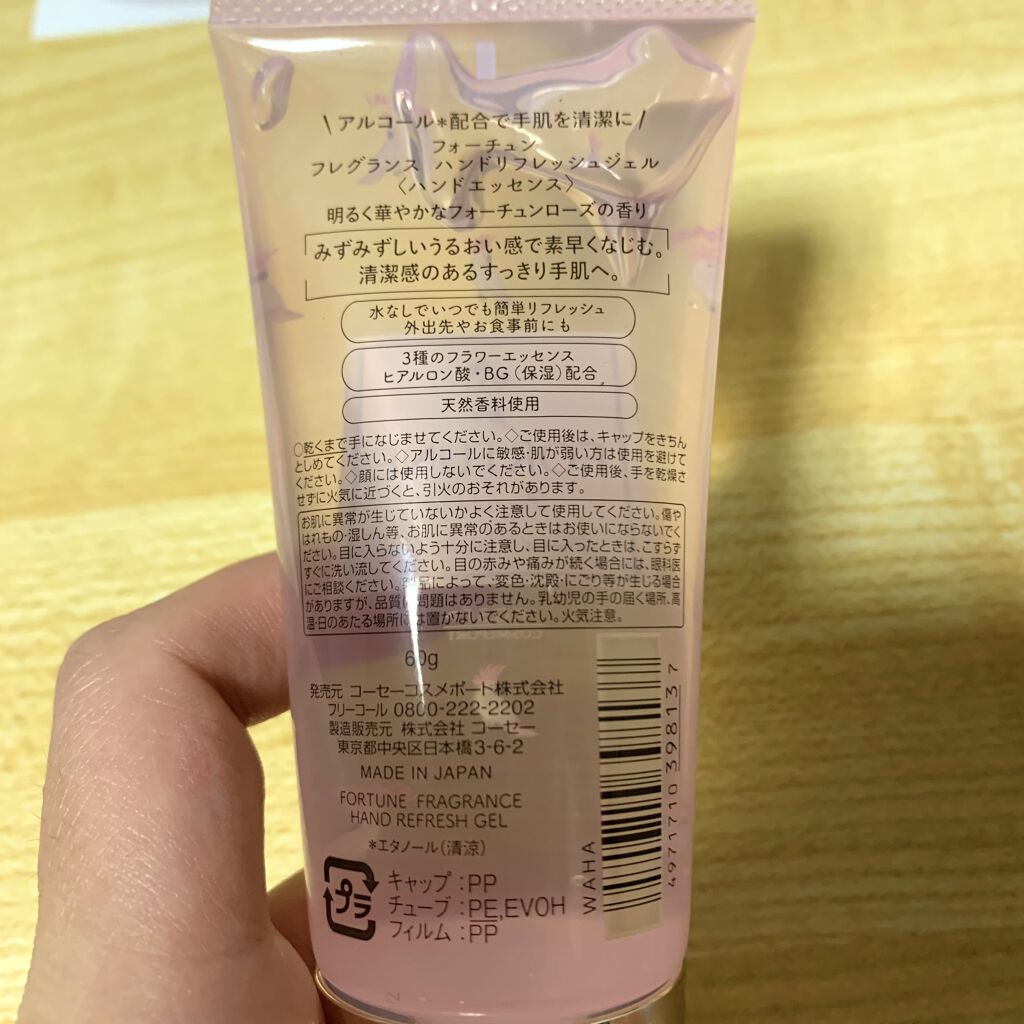 \アルコール*配合で手肌を清潔に/
フォーチュン
フレグランス ハンドリフレッシュジェル
〈ハンドエッセンス〉
明るく華やかなフォーチュンローズの香り
みずみずしいうるおい感で素早くなじむ。
清潔感のあるすっきり手肌へ。
水なしでいつでも簡単リフレッシュ
外出先やお食事前にも
3種のフラワーエッセンス
ヒアルロン酸・BG(保湿)配合
天然香料使用
◇乾くまで手になじませてください。◇ご使用後は、キャップをきちん
としめてください。◇アルコールに敏感・肌が弱い方は使用を避けて
ください。◇顔には使用しないでください。◇ご使用後、手を乾燥さ
せずに火気に近づくと、引火のおそれがあります。
お肌に異常が生じていないかよく注意して使用してください。傷や
はれもの・湿しん等、お肌に異常のあるときはお使いにならないでく
ださい。目に入らないよう十分に注意し、目に入ったときは、こすらず
すぐに洗い流してください。目の赤みや痛みが続く場合には、眼科医
にご相談ください。品によって、変色・沈殿・にごり等が生じる場合
がありますが、品質に問題はありません。乳幼児の手の届く場所、高
温・日のあたる場所には置かないでください。火気注意。
60g
発売元 コーセーコスメポート株式会社
フリーコール 0800-222-2202
製造販売元 株式会社 コーセー
東京都中央区日本橋3-6-2
MADE IN JAPAN
FORTUNE FRAGRANCE
HAND REFRESH GEL
*エタノール(清涼)
プラ
キャップ:PP
チューブ:PE,EVOH
フィルム:PP
WAHA
4971710398137